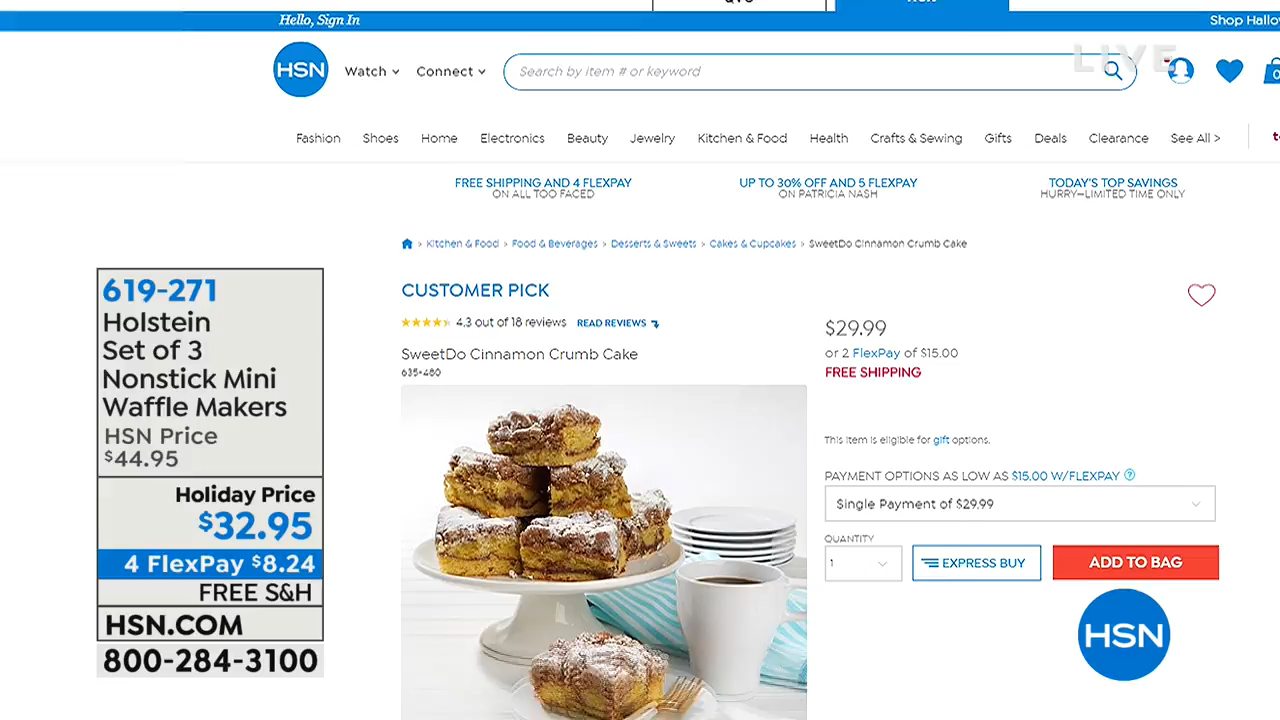 QVC
HSN
Hello, Sign In
Shop Hallo
LIVE
HSN
Watch
Connect
Search by item # or keyword
0
Fashion
Shoes
Home
Electronics
Beauty
Jewelry
Kitchen & Food
Health
Crafts & Sewing
Gifts
Deals
Clearance
See All >
FREE SHIPPING AND 4 FLEXPAY
ON ALL TOO FACED
UP TO 30% OFF AND 5 FLEXPAY
ON PATRICIA NASH
TODAY'S TOP SAVINGS
HURRY—LIMITED TIME ONLY
> Kitchen & Food > Food & Beverages > Desserts & Sweets > Cakes & Cupcakes > SweetDo Cinnamon Crumb Cake
619-271
Holstein
Set of 3
Nonstick Mini
Waffle Makers
HSN Price
$44.95
Holiday Price
$32.95
4 FlexPay $8.24
FREE S&H
HSN.COM
800-284-3100
CUSTOMER PICK
4.3 out of 18 reviews READ REVIEWS
SweetDo Cinnamon Crumb Cake
635-480
$29.99
or 2 FlexPay of $15.00
FREE SHIPPING
This item is eligible for gift options.
PAYMENT OPTIONS AS LOW AS $15.00 W/FLEXPAY ?
Single Payment of $29.99
QUANTITY
1
EXPRESS BUY
ADD TO BAG
HSN